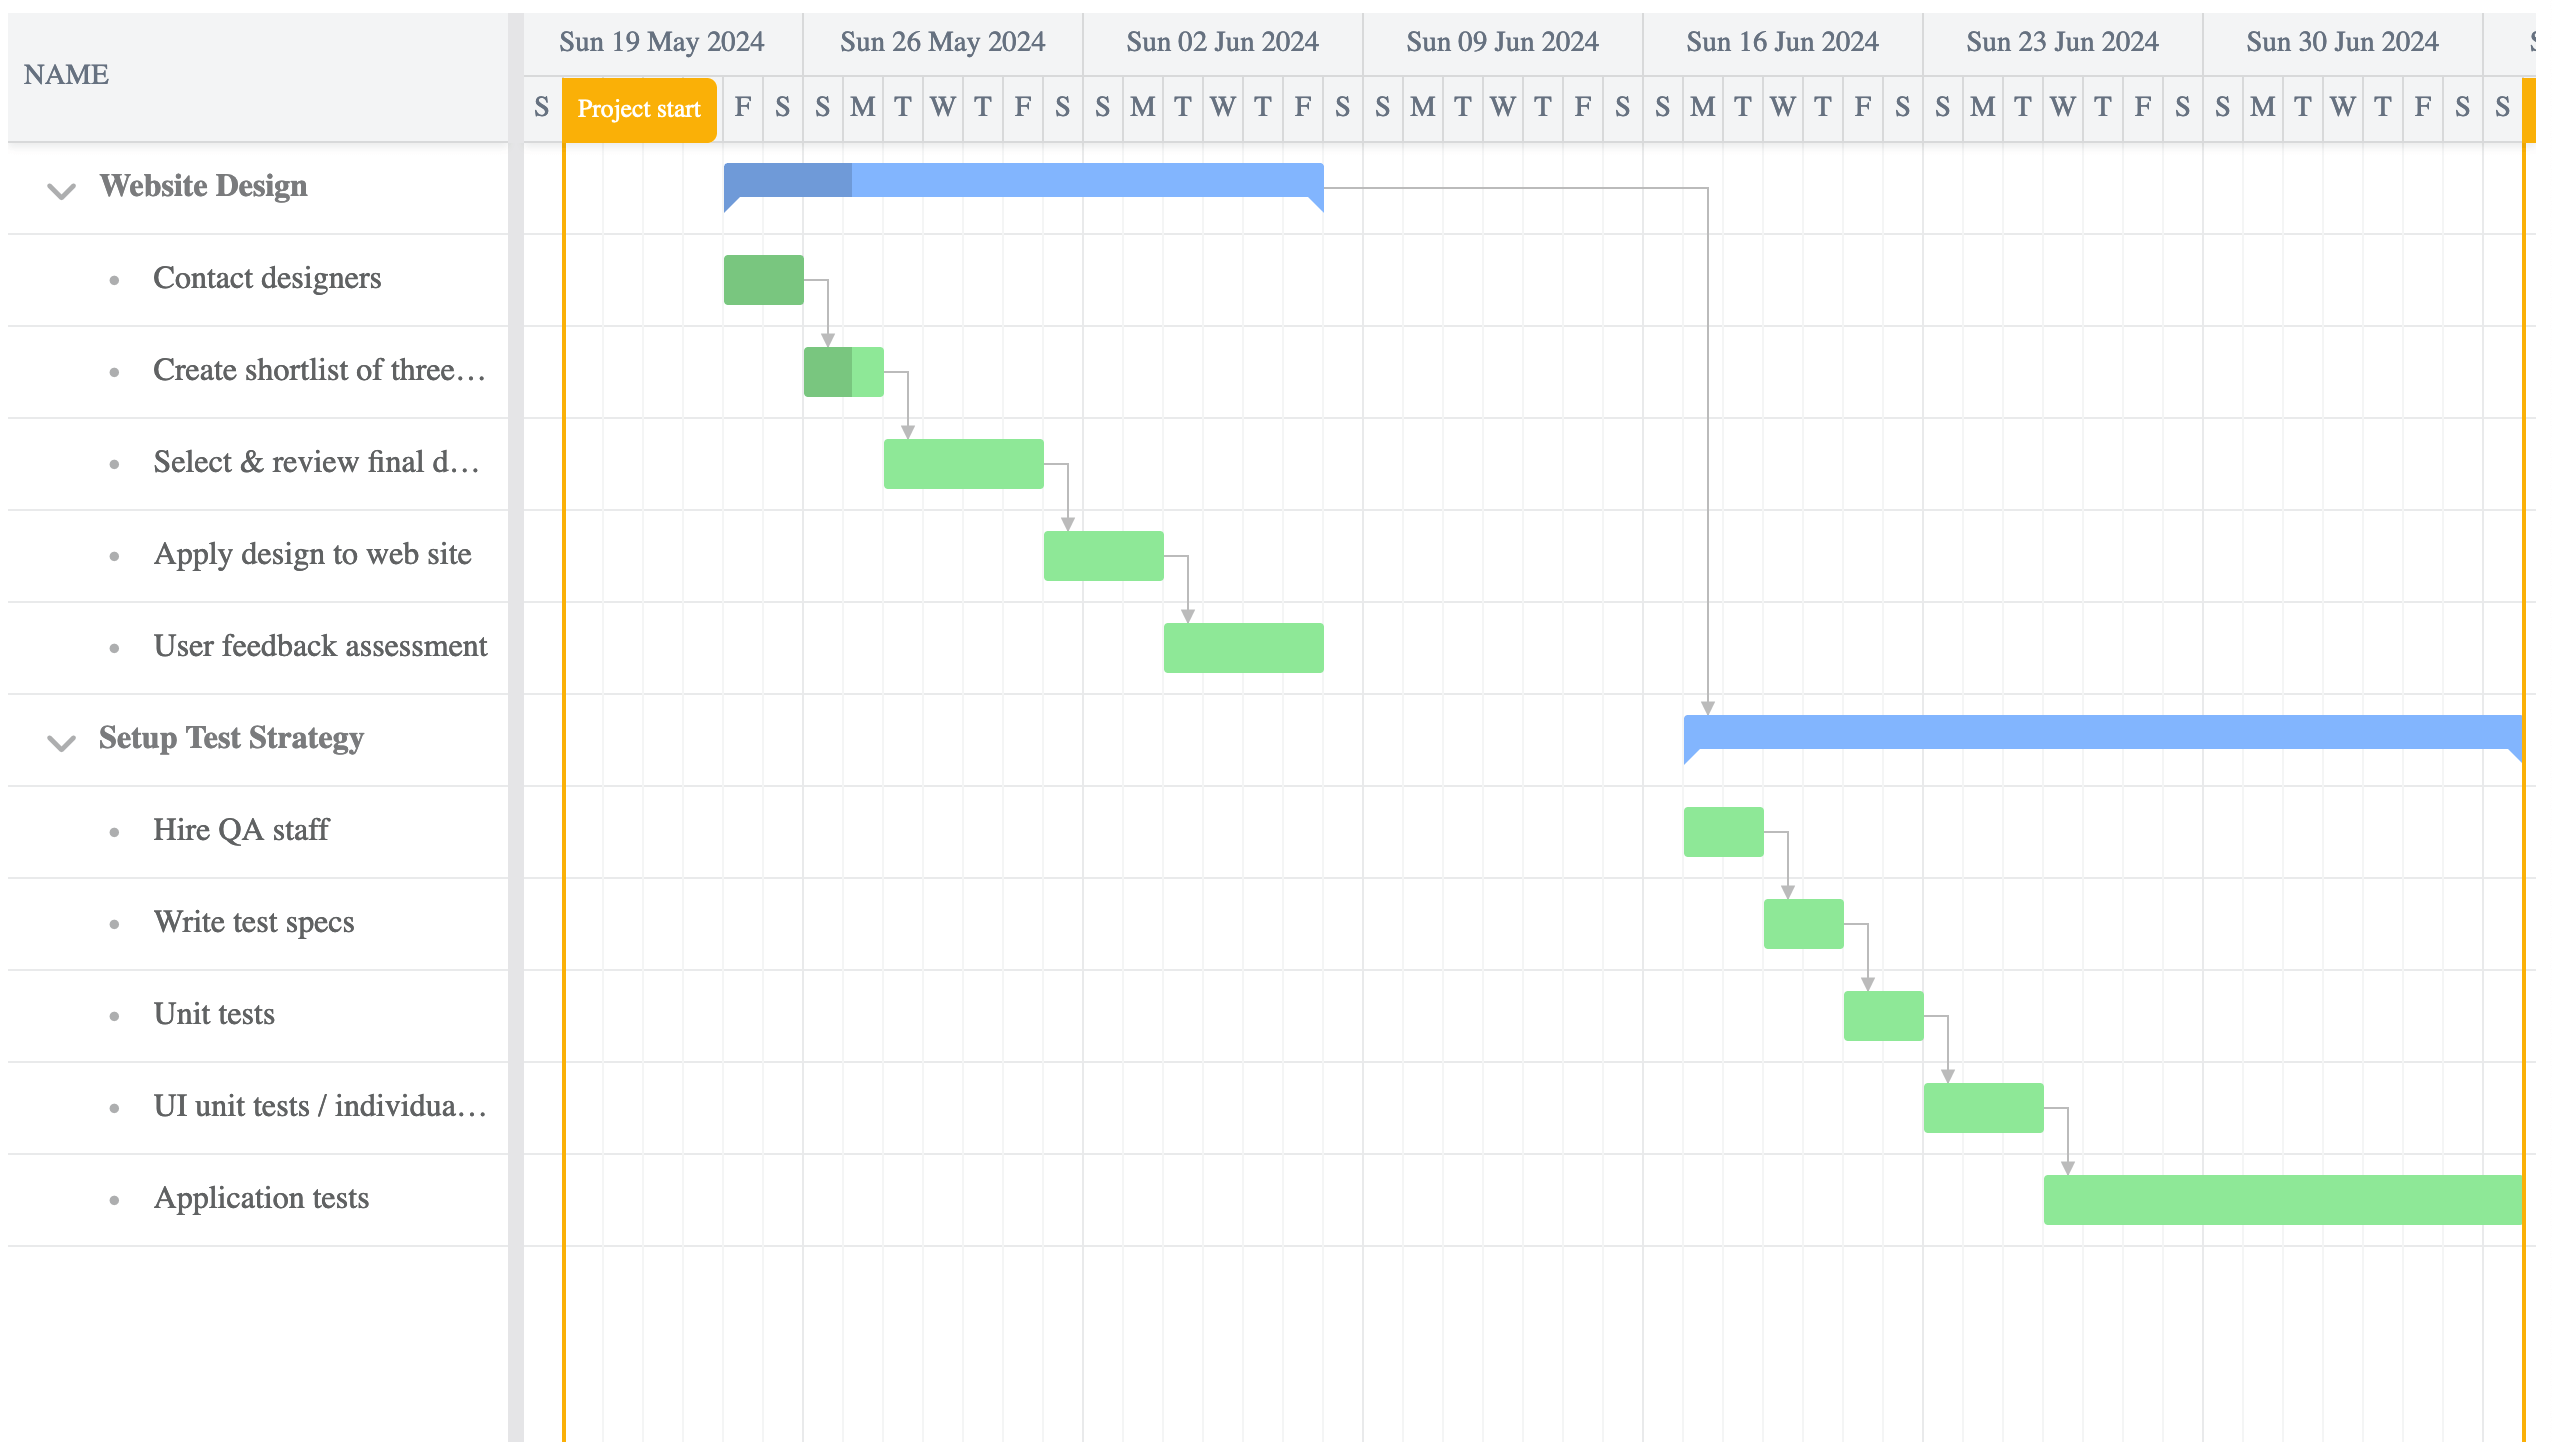 NAME
Sun 19 May 2024 Sun 26 May 2024 Sun 02 Jun 2024 Sun 09 Jun 2024 Sun 16 Jun 2024 Sun 23 Jun 2024 Sun 30 Jun 2024 S
S Project start F S S M T W T F S S M T W T F S S M T W T F S S M T W T F S S M T W T F S S M T W T F S S
Website Design
Contact designers
Create shortlist of three...
Select & review final d...
Apply design to web site
User feedback assessment
Setup Test Strategy
Hire QA staff
Write test specs
Unit tests
UI unit tests / individua...
Application tests